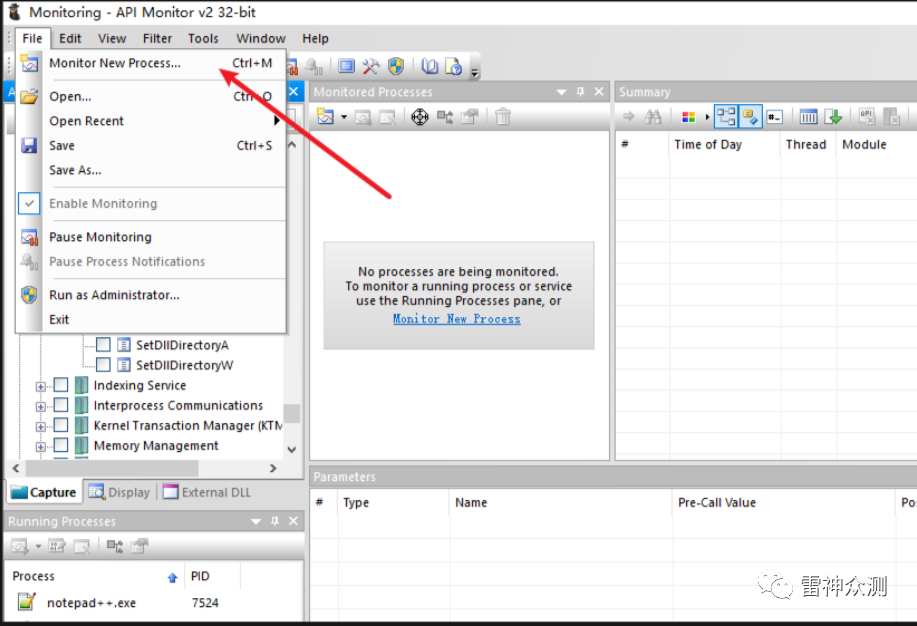 Monitoring - API Monitor v2 32-bit
File Edit View Filter Tools Window Help
Monitor New Process... Ctrl+M
Open... Ctrl+O
Open Recent
Save Ctrl+S
Save As...
Enable Monitoring
Pause Monitoring
Pause Process Notifications
Run as Administrator...
Exit
SetDllDirectoryA
SetDllDirectoryW
Indexing Service
Interprocess Communications
Kernel Transaction Manager (KTM
Memory Management
Capture Display External DLL
Running Processes
Process PID
notepad++.exe 7524
Monitored Processes
No processes are being monitored.
To monitor a running process or service
use the Running Processes pane, or
Monitor New Process
Summary
# Time of Day Thread Module
Parameters
# Type Name Pre-Call Value Pos
雷神众测